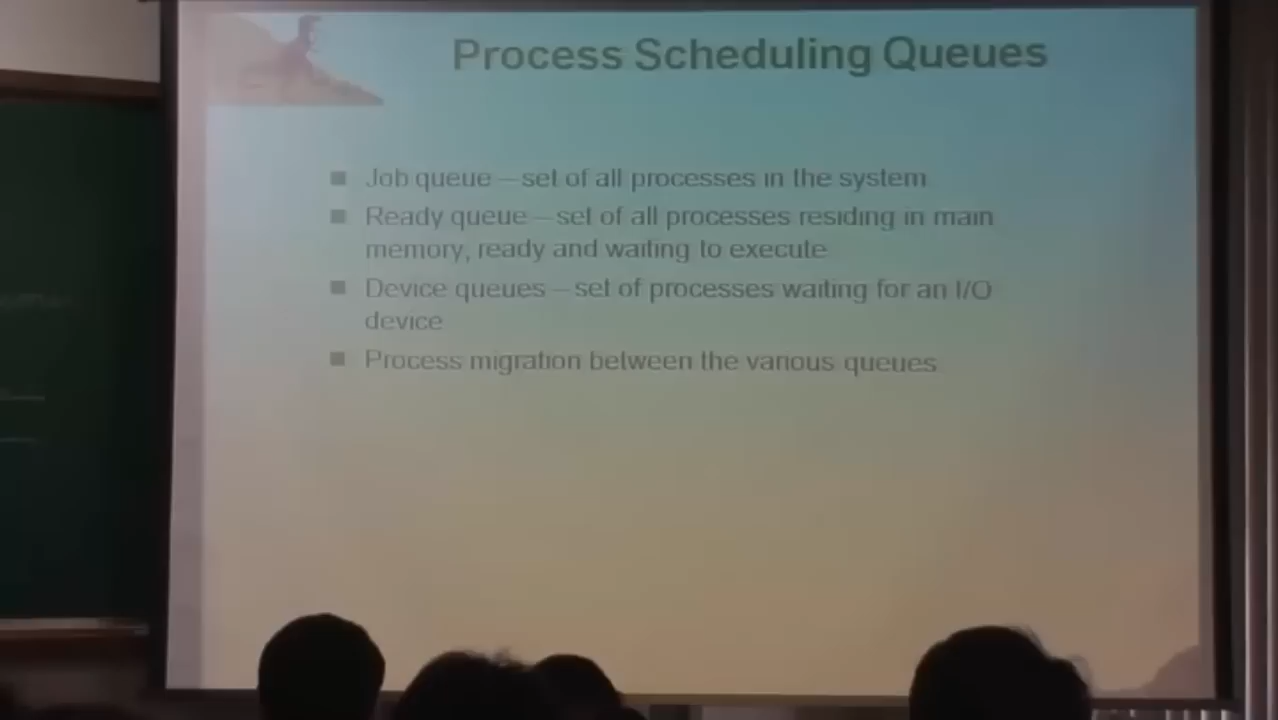 Process Scheduling Queues
■ Job queue – set of all processes in the system
■ Ready queue – set of all processes residing in main
memory, ready and waiting to execute
■ Device queues – set of processes waiting for an I/O
device
■ Process migration between the various queues